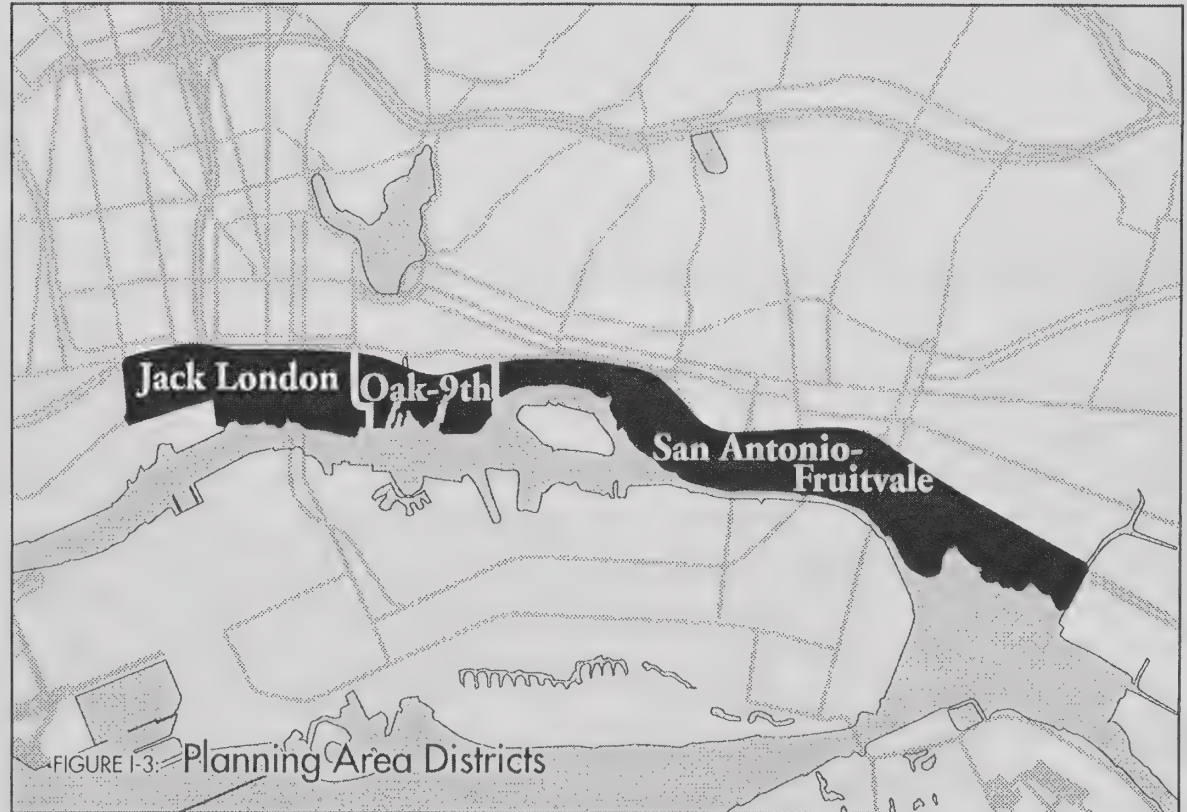 Jack London
Oak-9th
San Antonio-
Fruitvale
FIGURE I-3: Planning Area Districts